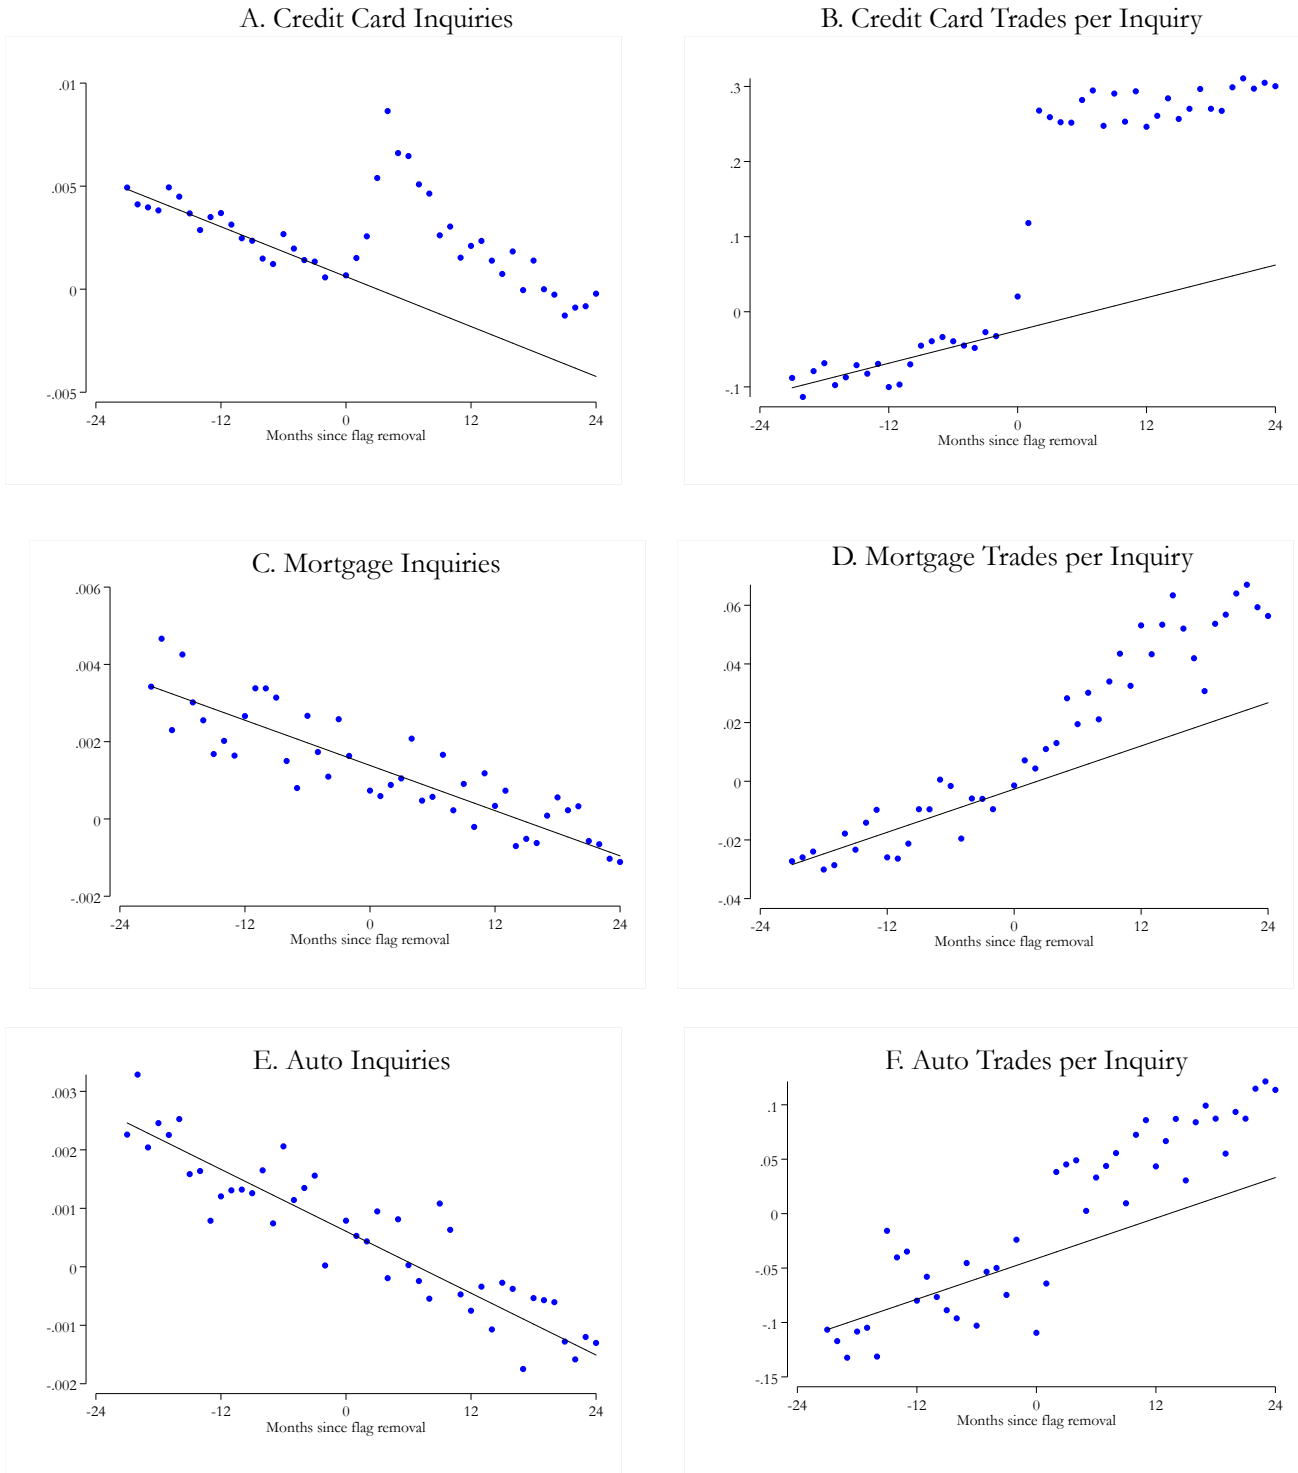 A. Credit Card Inquiries
.01
.005
0
-.005
-24 -12 0 12 24
Months since flag removal
B. Credit Card Trades per Inquiry
.3
.2
.1
0
-.1
-24 -12 0 12 24
Months since flag removal
C. Mortgage Inquiries
.006
.004
.002
0
-.002
-24 -12 0 12 24
Months since flag removal
D. Mortgage Trades per Inquiry
.06
.04
.02
0
-.02
-.04
-24 -12 0 12 24
Months since flag removal
E. Auto Inquiries
.003
.002
.001
0
-.001
-.002
-24 -12 0 12 24
Months since flag removal
F. Auto Trades per Inquiry
.1
.05
0
-.05
-.1
-.15
-24 -12 0 12 24
Months since flag removal